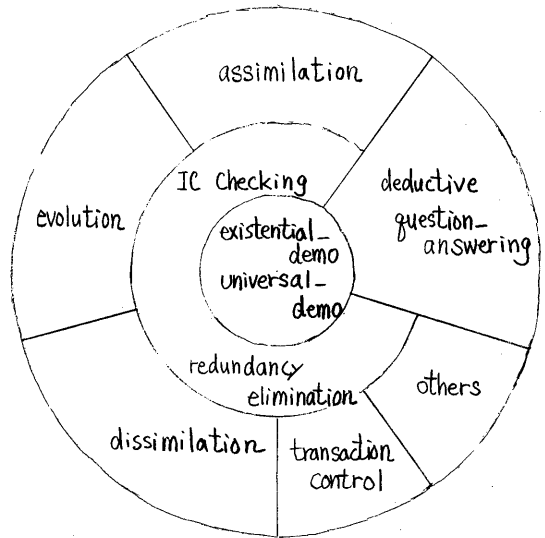 assimilation
IC Checking
deductive
question_
answering
evolution
existential_
demo
universal_
demo
redundancy
elimination
others
dissimilation
transaction
control